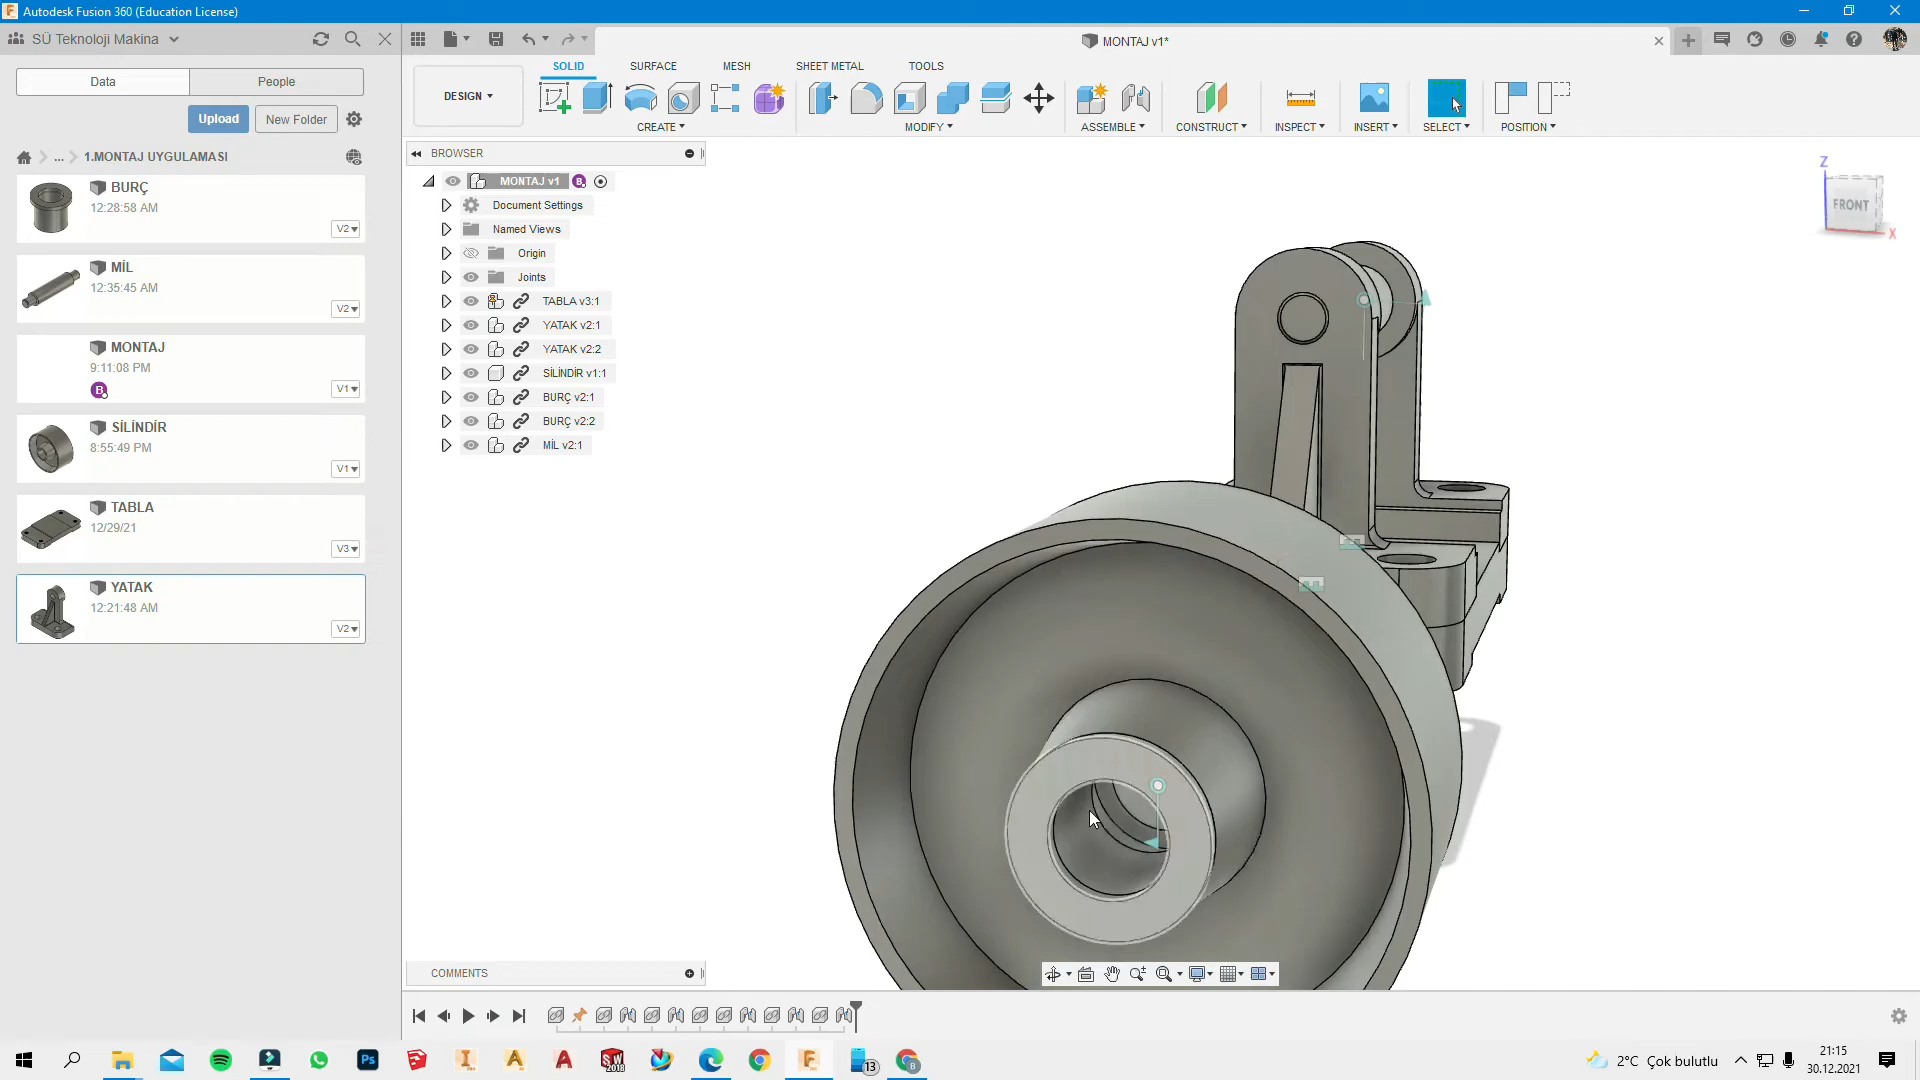 Autodesk Fusion 360 (Education License)
SÜ Teknoloji Makina
MONTAJ v1*
Data
People
Upload
New Folder
... 1.MONTAJ UYGULAMASI
BURÇ
12:28:58 AM
V2
MİL
12:35:45 AM
V2
MONTAJ
9:11:08 PM
B
V1
SİLİNDİR
8:55:49 PM
V1
TABLA
12/29/21
V3
YATAK
12:21:48 AM
V2
SOLID
SURFACE
MESH
SHEET METAL
TOOLS
DESIGN
CREATE
MODIFY
ASSEMBLE
CONSTRUCT
INSPECT
INSERT
SELECT
POSITION
BROWSER
MONTAJ v1
B
Document Settings
Named Views
Origin
Joints
TABLA v3:1
YATAK v2:1
YATAK v2:2
SİLİNDİR v1:1
BURÇ v2:1
BURÇ v2:2
MİL v2:1
Z
FRONT
X
COMMENTS
Ps
SW
2018
13
B
2°C Çok bulutlu
21:15
30.12.2021